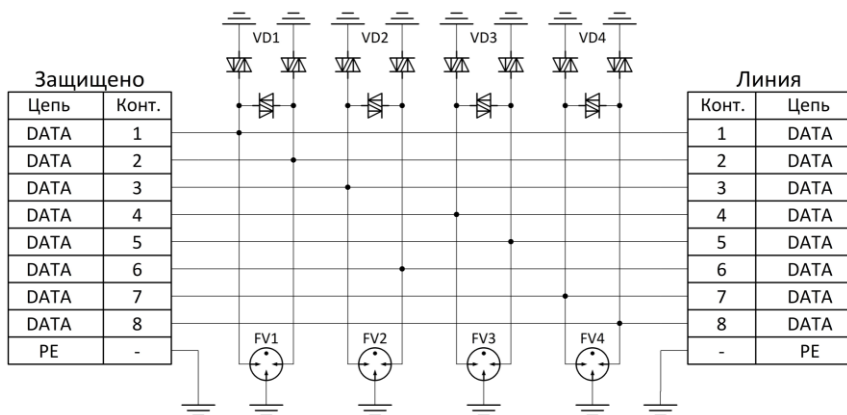 VD1 VD2 VD3 VD4
Защищено Линия
Цепь Конт. Конт. Цепь
DATA 1 1 DATA
DATA 2 2 DATA
DATA 3 3 DATA
DATA 4 4 DATA
DATA 5 5 DATA
DATA 6 6 DATA
DATA 7 7 DATA
DATA 8 8 DATA
FV1 FV2 FV3 FV4
PE - - PE